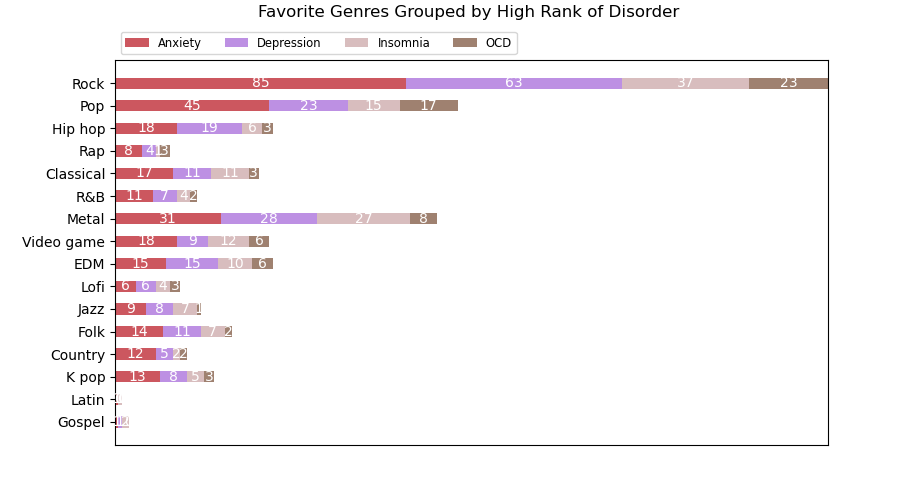 Favorite Genres Grouped by High Rank of Disorder
Anxiety Depression Insomnia OCD
Rock 85 63 37 23
Pop 45 23 15 17
Hip hop 18 19 6 3
Rap 8 4 1 3
Classical 17 11 11 3
R&B 11 7 4 2
Metal 31 28 27 8
Video game 18 9 12 6
EDM 15 15 10 6
Lofi 6 6 4 3
Jazz 9 8 7 1
Folk 14 11 7 2
Country 12 5 2 2
K pop 13 8 5 3
Latin
Gospel